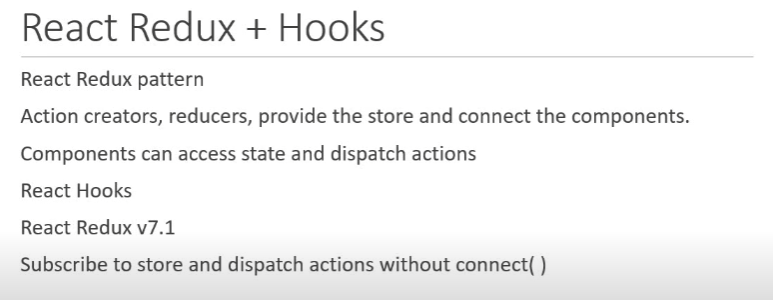 React Redux + Hooks
React Redux pattern
Action creators, reducers, provide the store and connect the components.
Components can access state and dispatch actions
React Hooks
React Redux v7.1
Subscribe to store and dispatch actions without connect( )